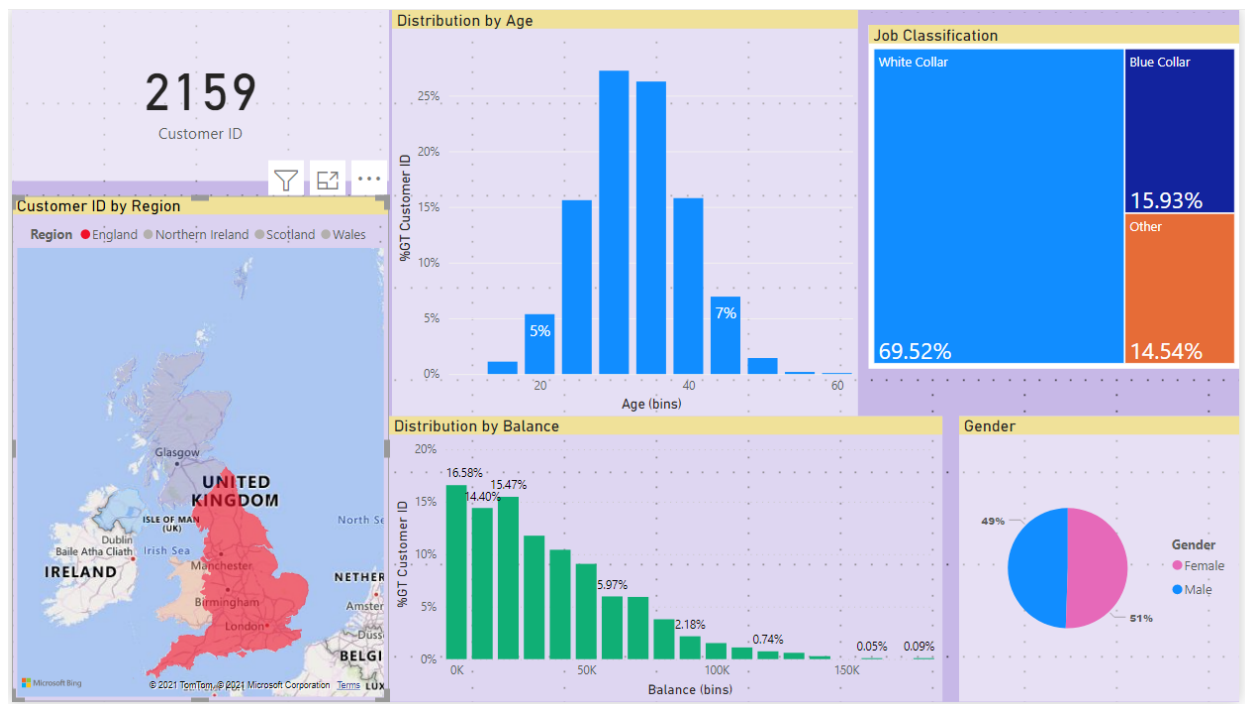 2159
Customer ID
Customer ID by Region
Region England Northern Ireland Scotland Wales
Glasgow
UNITED
KINGDOM
ISLE OF MAN
(UK)
North Se
Dublin
Baile Atha Cliath
Irish Sea
IRELAND
Manchester
NETHER
Birmingham
Amster
London
Duss
BELGI
LUX
Microsoft Bing
© 2021 TomTom, © 2021 Microsoft Corporation Terms
Distribution by Age
%GT Customer ID
25%
20%
15%
10%
5%
0%
5%
7%
20 40 60
Age (bins)
Job Classification
White Collar
69.52%
Blue Collar
15.93%
Other
14.54%
Distribution by Balance
%GT Customer ID
20%
15%
10%
5%
0%
16.58%
14.40%
15.47%
5.97%
2.18%
0.74%
0.05%
0.09%
0K 50K 100K 150K
Balance (bins)
Gender
49%
51%
Gender
Female
Male